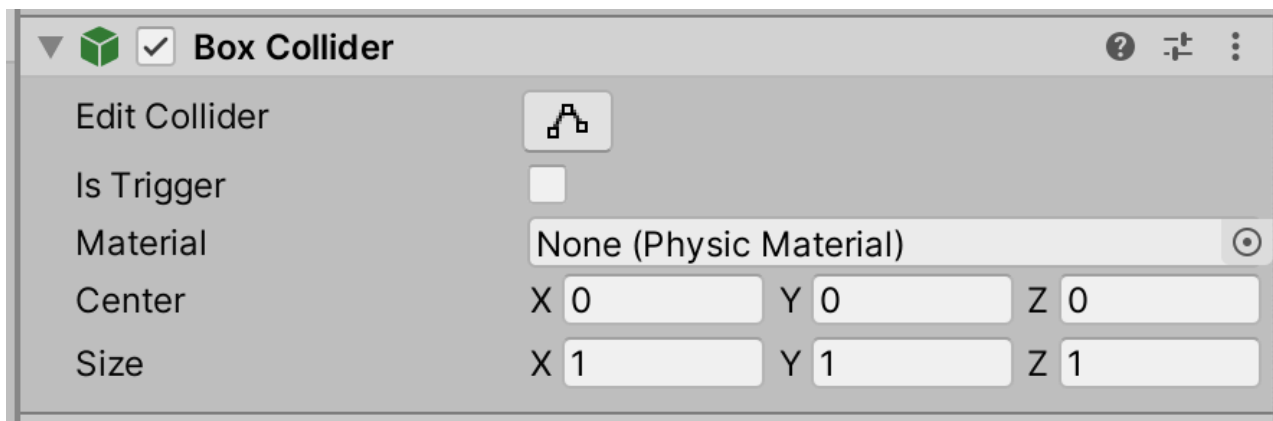 Box Collider
Edit Collider
Is Trigger
Material None (Physic Material)
Center X 0 Y 0 Z 0
Size X 1 Y 1 Z 1